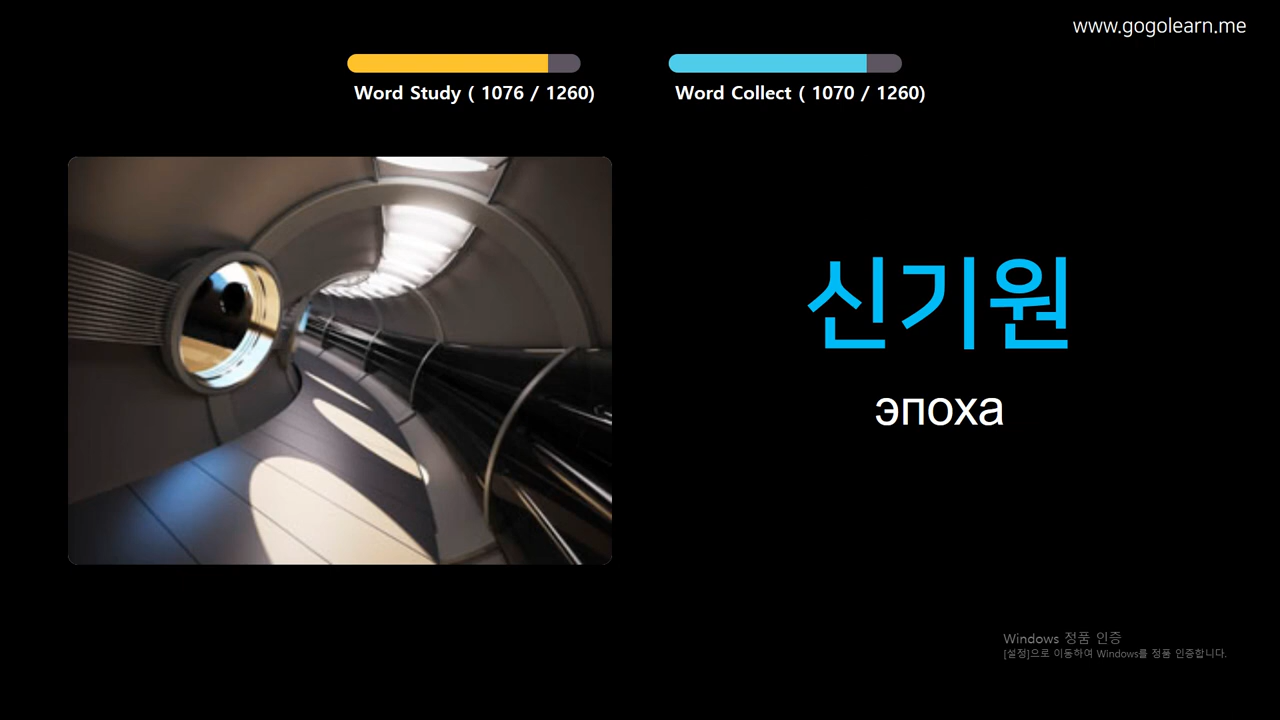 www.gogolearn.me
Word Study ( 1076 / 1260)
Word Collect ( 1070 / 1260)
신기원
эпоха
Windows 정품 인증
[설정]으로 이동하여 Windows를 정품 인증합니다.